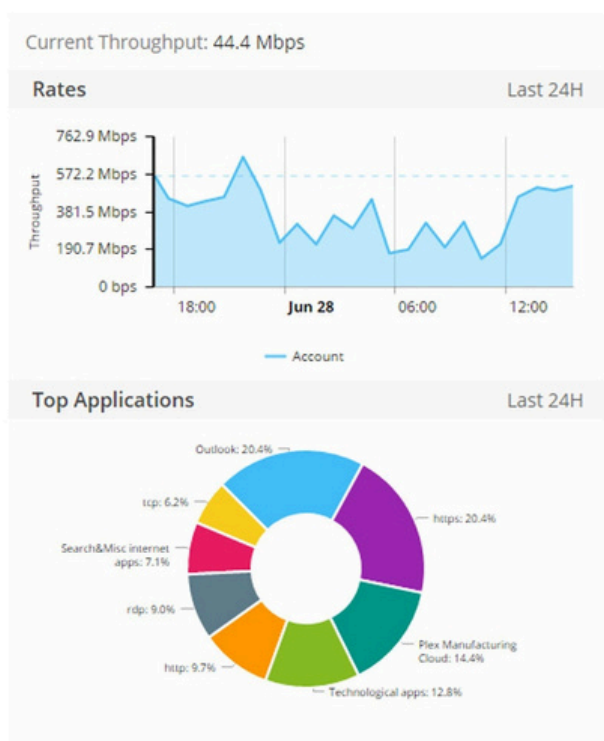 Current Throughput: 44.4 Mbps
Rates Last 24H
762.9 Mbps
572.2 Mbps
381.5 Mbps
190.7 Mbps
0 bps
Throughput
18:00 Jun 28 06:00 12:00
Account
Top Applications Last 24H
Outlook: 20.4%
https: 20.4%
tcp: 6.2%
Search&Misc internet
apps: 7.1%
rdp: 9.0%
http: 9.7%
Plex Manufacturing
Cloud: 14.4%
Technological apps: 12.8%